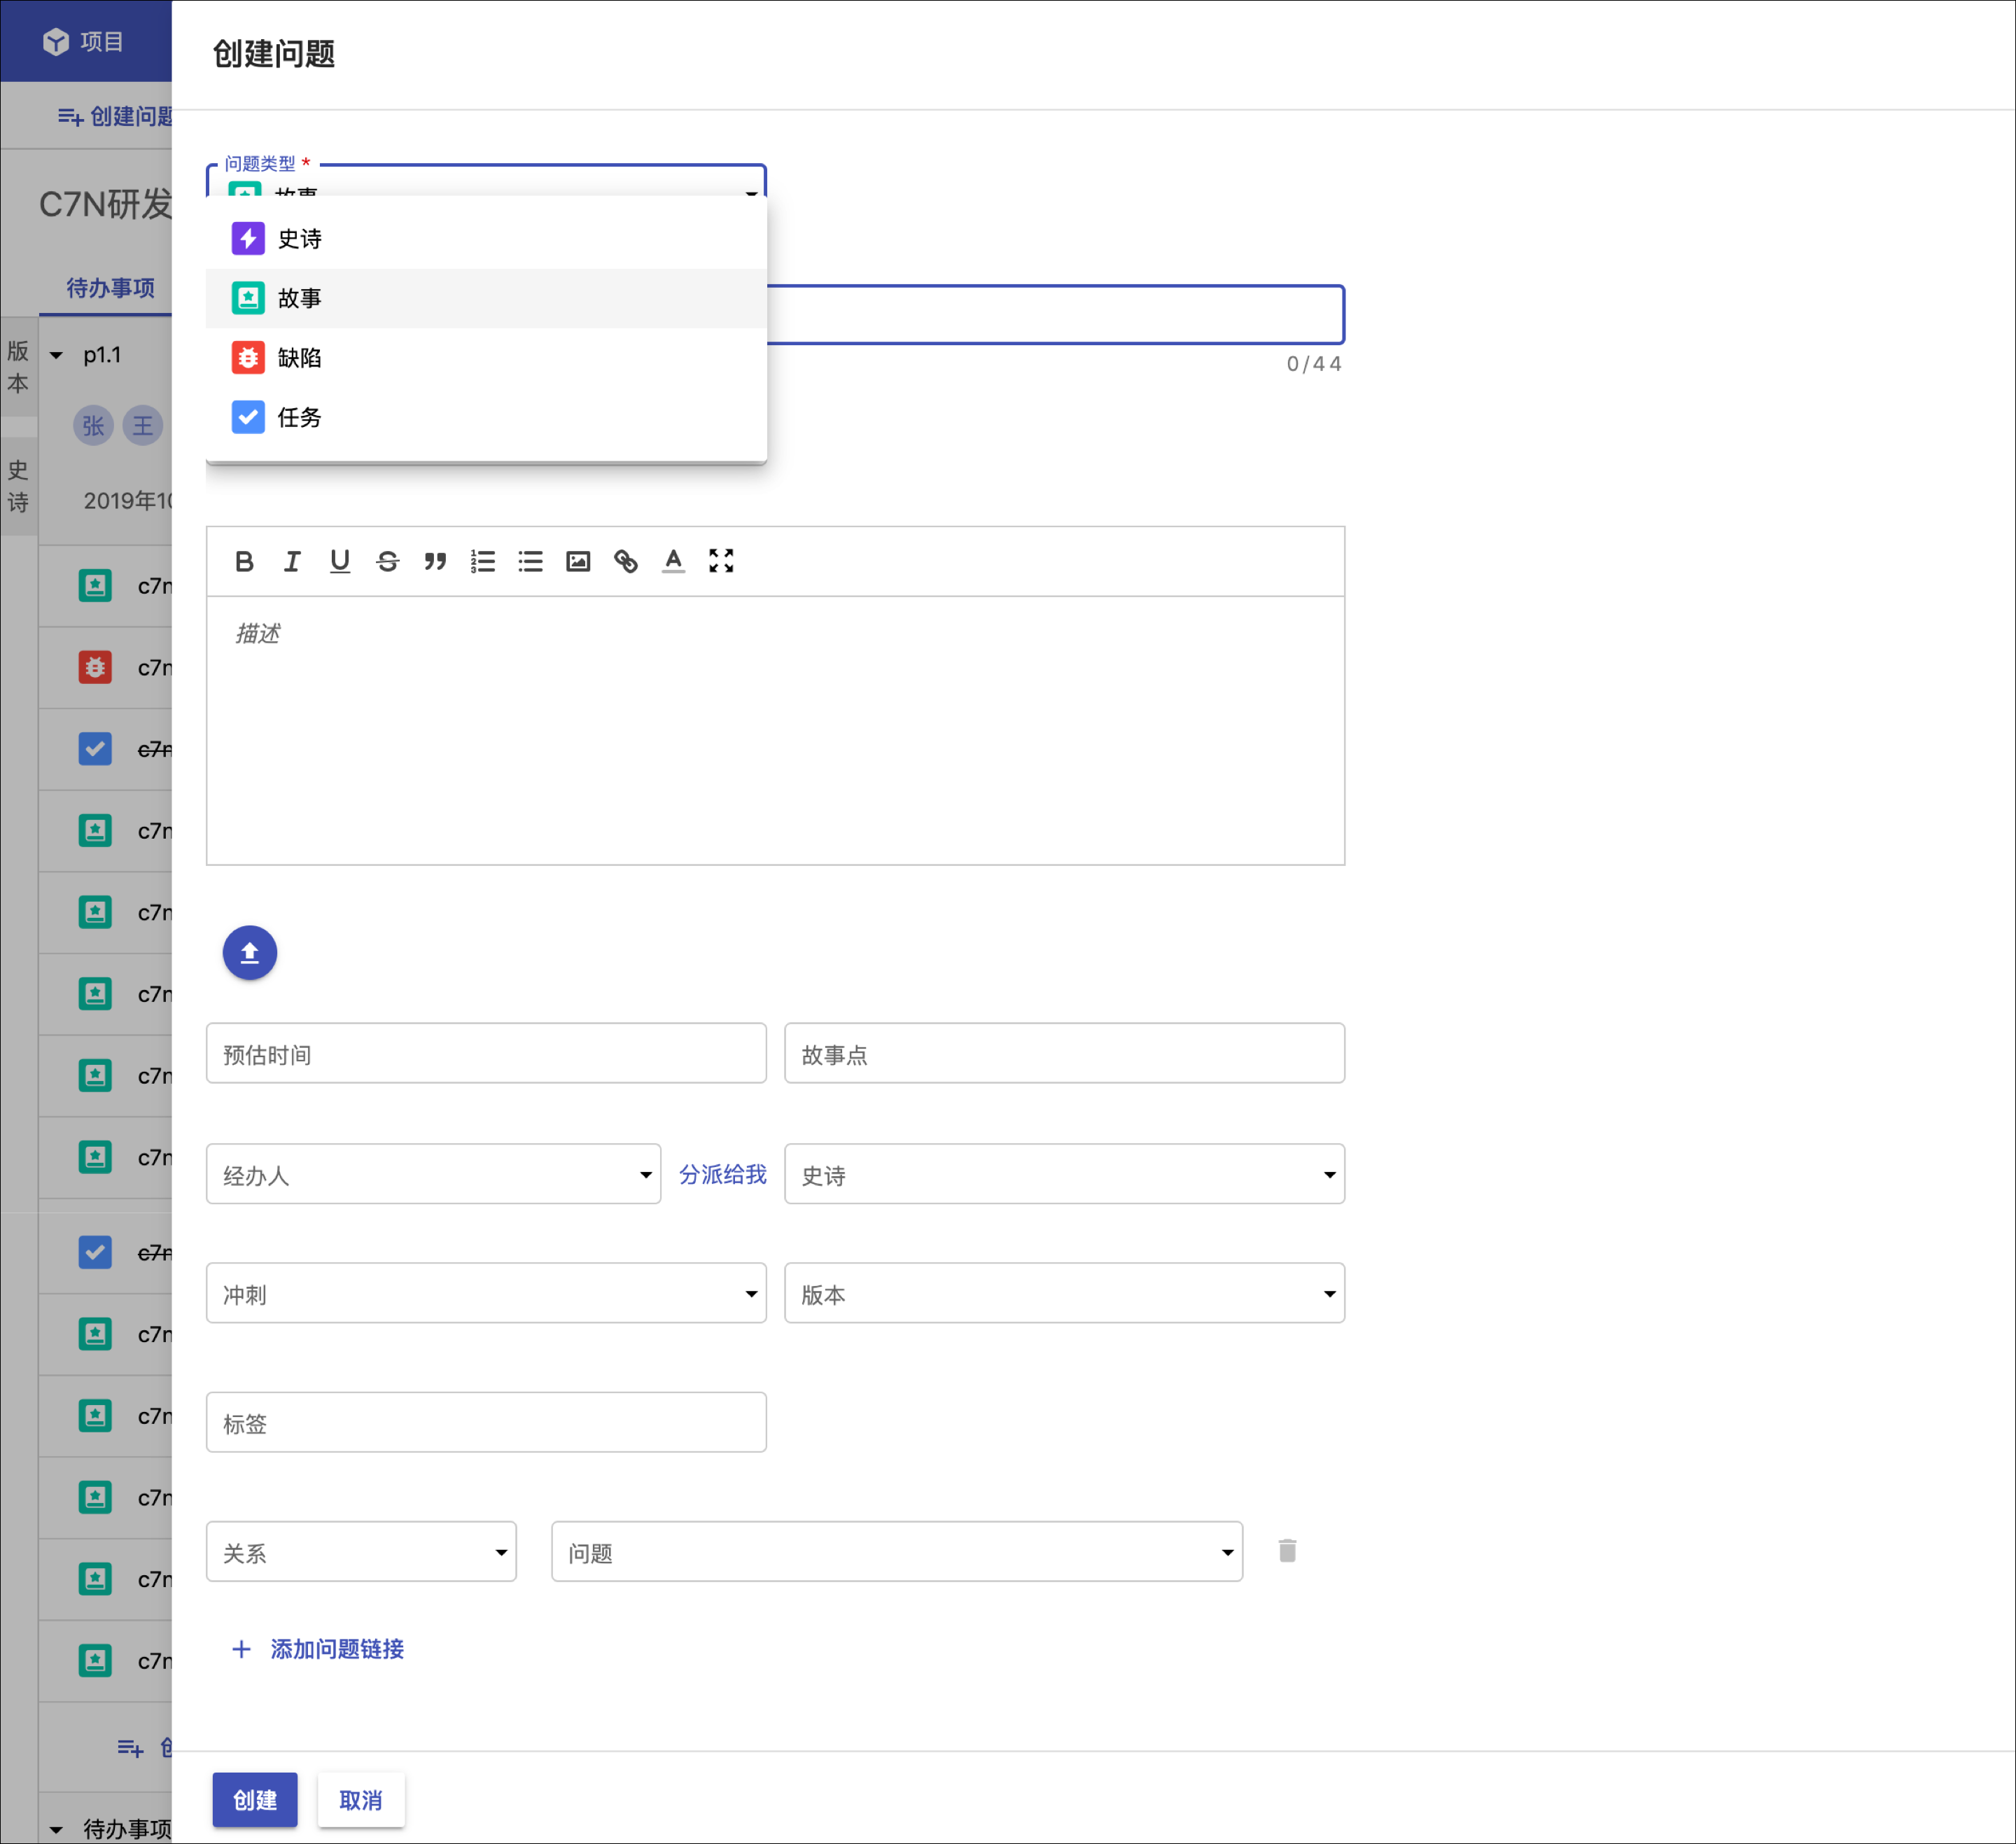 项目
创建问题
C7N研发
待办事项
版本
p1.1
张 王
史诗
2019年10
c7n
c7n
c7n
c7n
c7n
c7n
c7n
c7n
c7n
c7n
c7n
c7n
c7n
c7n
待办事项
创建问题
问题类型 *
故事
史诗
故事
缺陷
任务
0/44
B I U S A
描述
预估时间 故事点
经办人 分派给我 史诗
冲刺 版本
标签
关系 问题
+ 添加问题链接
创建 取消